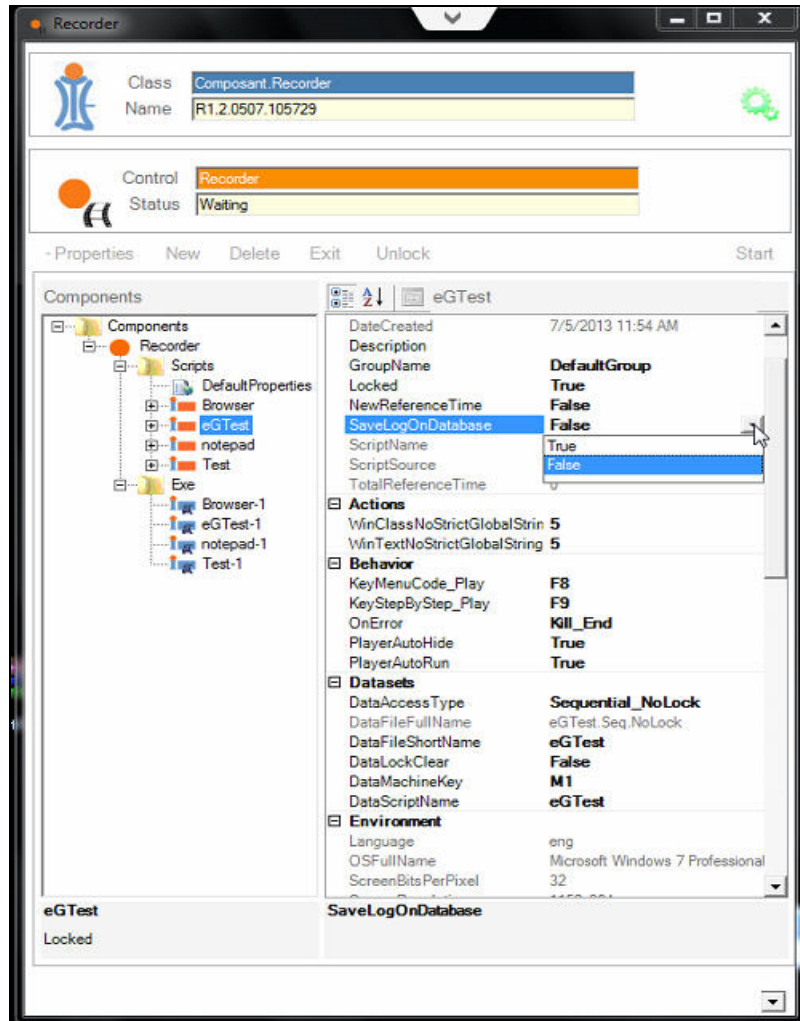 Recorder
Class Composant.Recorder
Name R1.2.0507.105729
Control Recorder
Status Waiting
- Properties New Delete Exit Unlock Start
Components
eGTest
Components
Recorder
Scripts
DefaultProperties
Browser
eGTest
notepad
Test
Exe
Browser-1
eGTest-1
notepad-1
Test-1
DateCreated 7/5/2013 11:54 AM
Description
GroupName DefaultGroup
Locked True
NewReferenceTime False
SaveLogOnDatabase False
ScriptName True
ScriptSource False
TotalReferenceTime
Actions
WinClassNoStrictGlobalStrin 5
WinTextNoStrictGlobalString 5
Behavior
KeyMenuCode_Play F8
KeyStepByStep_Play F9
OnError Kill_End
PlayerAutoHide True
PlayerAutoRun True
Datasets
DataAccessType Sequential_NoLock
DataFileFullName eGTest.Seq.NoLock
DataFileShortName eGTest
DataLockClear False
DataMachineKey M1
DataScriptName eGTest
Environment
Language eng
OSFullName Microsoft Windows 7 Professional
ScreenBitsPerPixel 32
eGTest
Locked
SaveLogOnDatabase